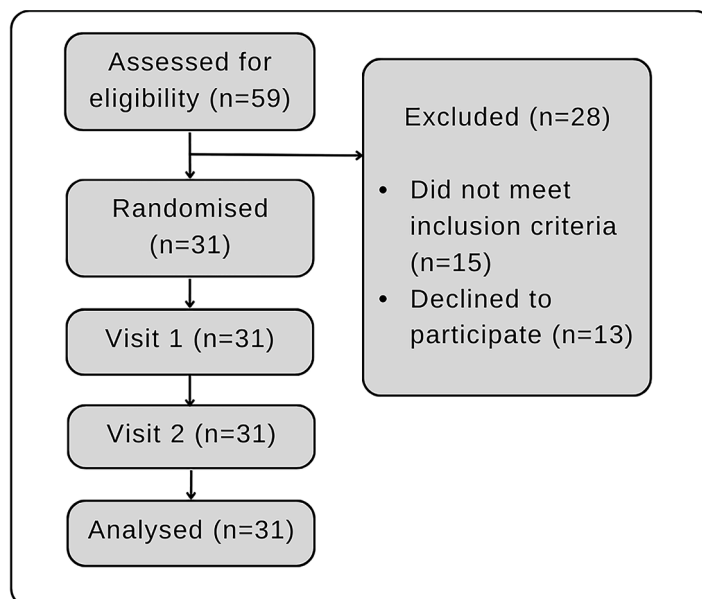 Assessed for
eligibility (n=59)
Excluded (n=28)
• Did not meet
inclusion criteria
(n=15)
• Declined to
participate (n=13)
Randomised
(n=31)
Visit 1 (n=31)
Visit 2 (n=31)
Analysed (n=31)